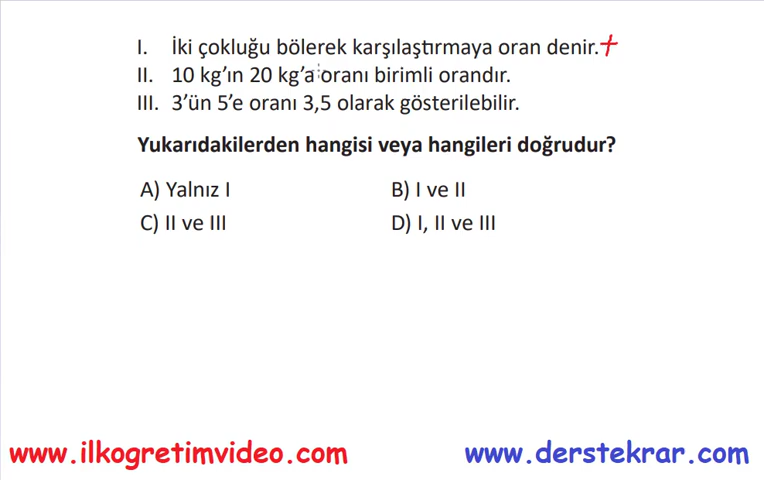 I. İki çokluğu bölerek karşılaştırmaya oran denir. +
II. 10 kg'ın 20 kg'a oranı birimli orandır.
III. 3'ün 5'e oranı 3,5 olarak gösterilebilir.
Yukarıdakilerden hangisi veya hangileri doğrudur?
A) Yalnız I B) I ve II
C) II ve III D) I, II ve III
www.ilkogretimvideo.com www.derstekrar.com